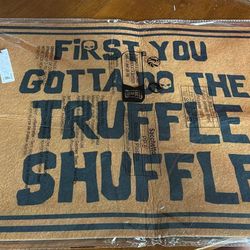 FiRST YOU
GOTTA DO THE
TRUFFLE
SHUFFLE